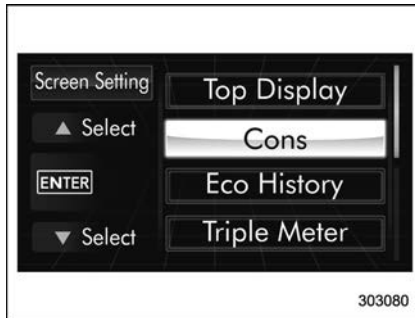 Screen Setting
Top Display
▲ Select
Cons
ENTER
Eco History
▼ Select
Triple Meter
303080